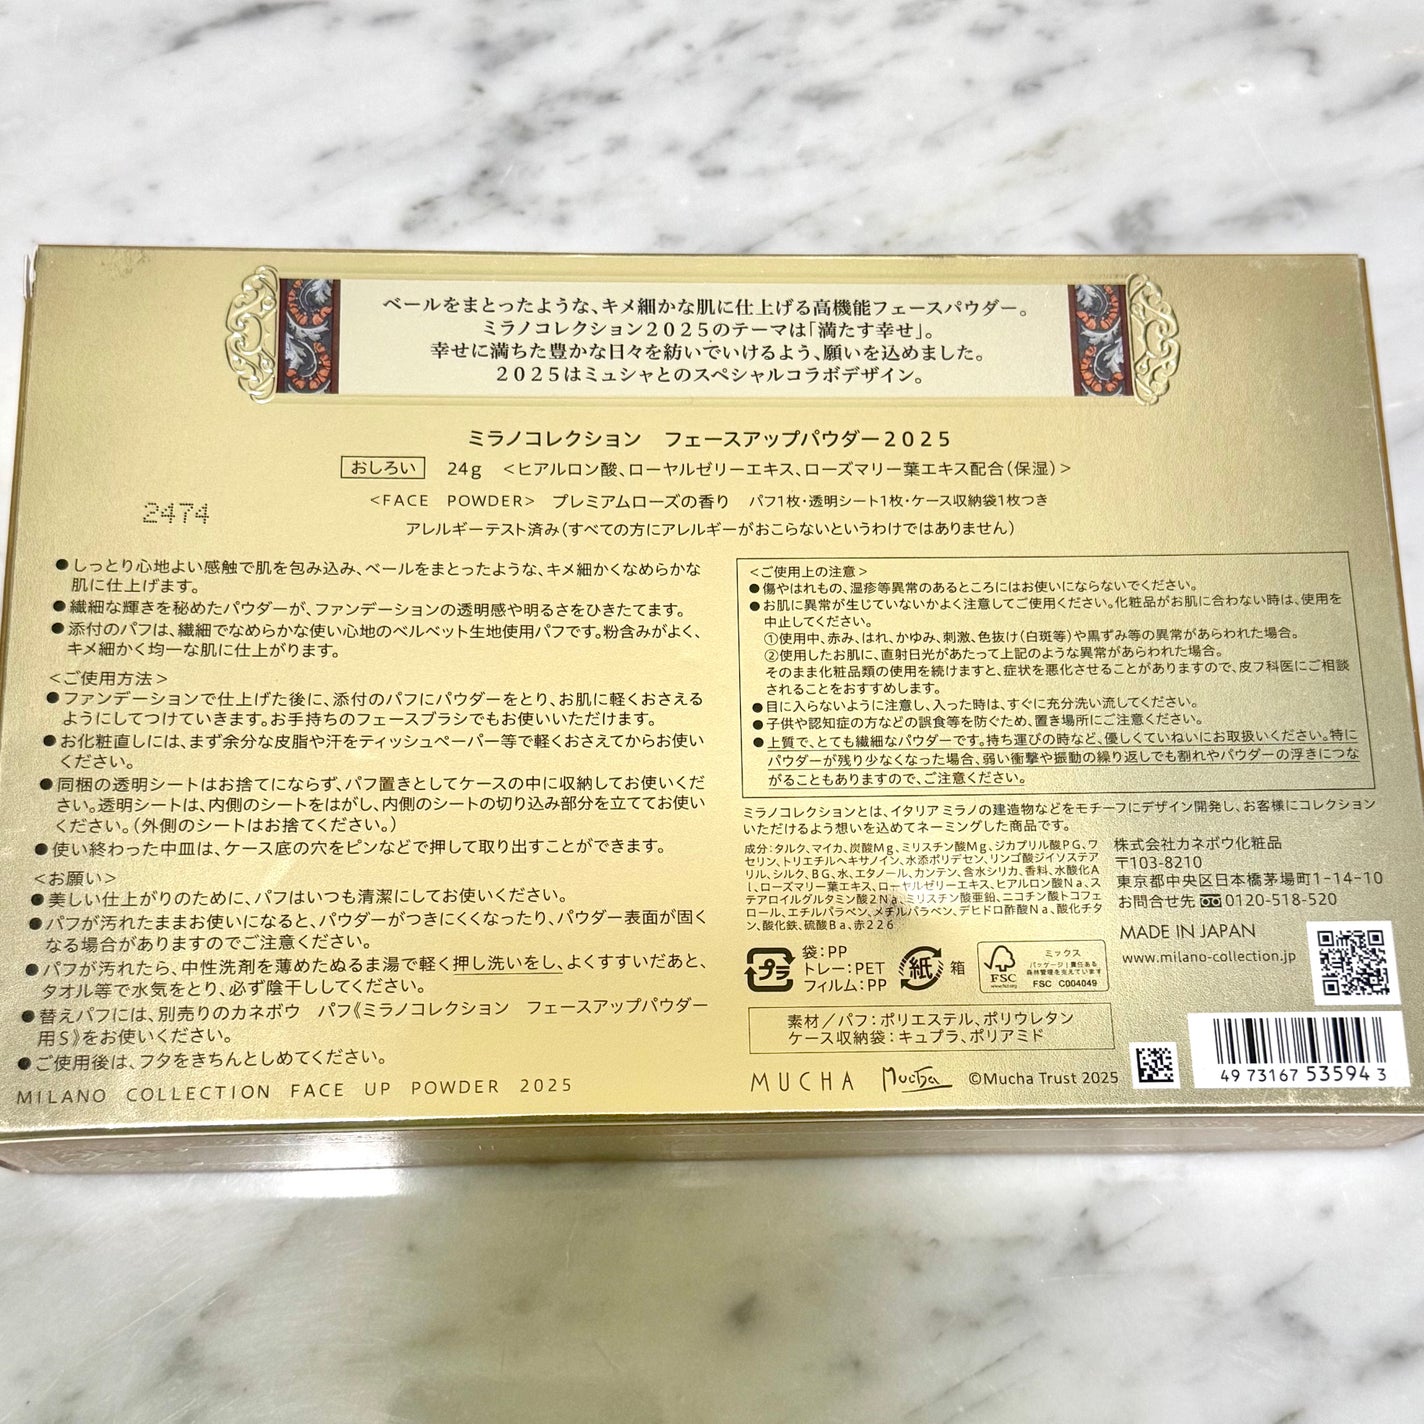 ベールをまとったような、キメ細かな肌に仕上げる高機能フェースパウダー。
ミラノコレクション2025のテーマは「満たす幸せ」。
幸せに満ちた豊かな日々を紡いでいけるよう、願いを込めました。
2025はミュシャとのスペシャルコラボデザイン。
ミラノコレクション　フェースアップパウダー2025
おしろい　24g　<ヒアルロン酸、ローヤルゼリーエキス、ローズマリー葉エキス配合(保湿)>
<FACE POWDER>　プレミアムローズの香り　パフ1枚・透明シート1枚・ケース収納袋1枚つき
アレルギーテスト済み(すべての方にアレルギーがおこらないというわけではありません)
2474
●しっとり心地よい感触で肌を包み込み、ベールをまとったような、キメ細かくなめらかな
肌に仕上げます。
●繊細な輝きを秘めたパウダーが、ファンデーションの透明感や明るさをひきたてます。
●添付のパフは、繊細でなめらかな使い心地のベルベット生地使用パフです。粉含みがよく、
キメ細かく均一な肌に仕上がります。
<ご使用方法>
●ファンデーションで仕上げた後に、添付のパフにパウダーをとり、お肌に軽くおさえる
ようにしてつけていきます。お手持ちのフェースブラシでもお使いいただけます。
●お化粧直しには、まず余分な皮脂や汗をティッシュペーパー等で軽くおさえてからお使い
ください。
●同梱の透明シートはお捨てにならず、パフ置きとしてケースの中に収納してお使いくだ
さい。透明シートは、内側のシートをはがし、内側のシートの切り込み部分を立ててお使い
ください。(外側のシートはお捨てください。)
●使い終わった中皿は、ケース底の穴をピンなどで押して取り出すことができます。
<お願い>
●美しい仕上がりのために、パフはいつも清潔にしてお使いください。
●パフが汚れたままお使いになると、パウダーがつきにくくなったり、パウダー表面が固く
なる場合がありますのでご注意ください。
●パフが汚れたら、中性洗剤を薄めたぬるま湯で軽く押し洗いをし、よくすすいだあと、
タオル等で水気をとり、必ず陰干ししてください。
●替えパフには、別売りのカネボウ　パフ《ミラノコレクション　フェースアップパウダー
用S》をお使いください。
●ご使用後は、フタをきちんとしめてください。
MILANO COLLECTION FACE UP POWDER 2025
<ご使用上の注意>
●傷やはれもの、湿疹等異常のあるところにはお使いにならないでください。
●お肌に異常が生じていないかよく注意してご使用ください。化粧品がお肌に合わない時は、使用を
中止してください。
①使用中、赤み、はれ、かゆみ、刺激、色抜け(白斑等)や黒ずみ等の異常があらわれた場合。
②使用したお肌に、直射日光があたって上記のような異常があらわれた場合。
そのまま化粧品類の使用を続けますと、症状を悪化させることがありますので、皮フ科医にご相談
されることをおすすめします。
●目に入らないように注意し、入った時は、すぐに充分洗い流してください。
●子供や認知症の方などの誤食等を防ぐため、置き場所にご注意ください。
●上質で、とても繊細なパウダーです。持ち運びの時など、優しくていねいにお取扱いください。特に
パウダーが残り少なくなった場合、弱い衝撃や振動の繰り返しでも割れやパウダーの浮きにつな
がることもありますので、ご注意ください。
ミラノコレクションとは、イタリア ミラノの建造物などをモチーフにデザイン開発し、お客様にコレクション
いただけるよう想いを込めてネーミングした商品です。
成分：タルク、マイカ、炭酸Mg、ミリスチン酸Mg、ジカプリル酸PG、ワ
セリン、トリエチルヘキサノイン、水添ポリデセン、リンゴ酸ジイソステア
リル、シルク、BG、水、エタノール、カンテン、含水シリカ、香料、水酸化A
l、ローズマリー葉エキス、ローヤルゼリーエキス、ヒアルロン酸Na、ス
テアロイルグルタミン酸2Na、ミリスチン酸亜鉛、ニコチン酸トコフェ
ロール、エチルパラベン、メチルパラベン、デヒドロ酢酸Na、酸化チタ
ン、酸化鉄、硫酸Ba、赤226
株式会社カネボウ化粧品
〒103-8210
東京都中央区日本橋茅場町1-14-10
お問合せ先 0120-518-520
MADE IN JAPAN
www.milano-collection.jp
プラ
袋：PP
トレー：PET
フィルム：PP
紙 箱
FSC
www.fsc.org
ミックス
パッケージ｜責任ある
森林管理を支えています
FSC C004049
素材／パフ：ポリエステル、ポリウレタン
ケース収納袋：キュプラ、ポリアミド
MUCHA Mucha ©Mucha Trust 2025
4973167535943